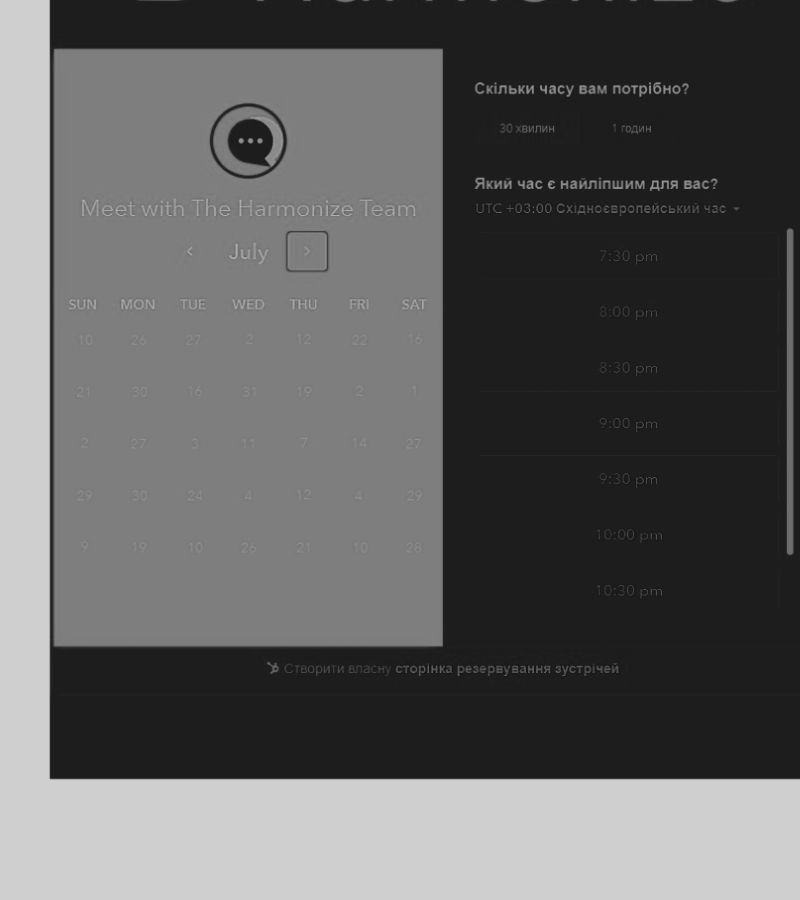 Meet with The Harmonize Team
July
SUN MON TUE WED THU FRI SAT
10 26 27 2 12 22 16
21 30 16 31 19 2 1
2 27 3 11 7 14 27
29 30 24 4 12 4 29
9 19 10 26 21 10 28
Скільки часу вам потрібно?
30 хвилин 1 годин
Який час є найліпшим для вас?
UTC +03:00 Східноєвропейський час
7:30 pm
8:00 pm
8:30 pm
9:00 pm
9:30 pm
10:00 pm
10:30 pm
Створити власну сторінка резервування зустрічей